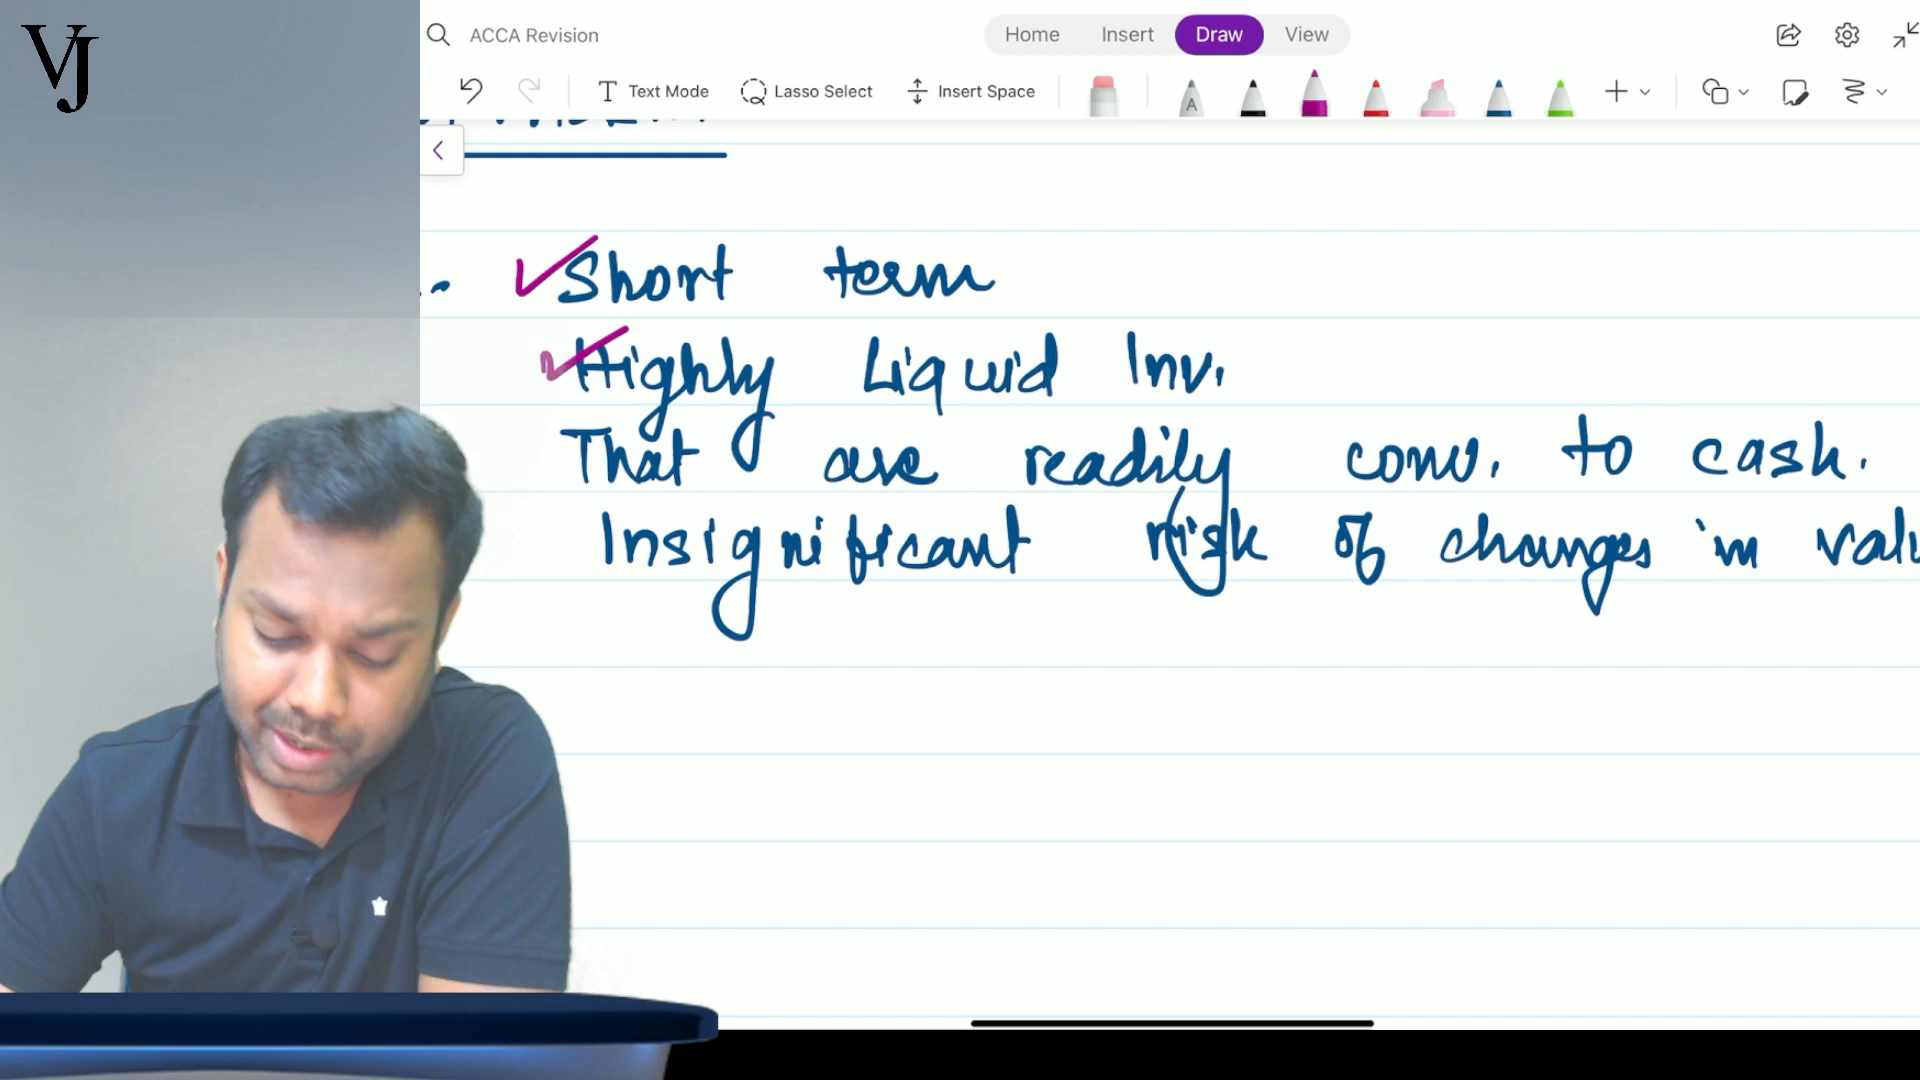 VJ
ACCA Revision
Home Insert Draw View
Text Mode Lasso Select Insert Space
A
Short term
Highly Liquid Inv.
That are readily conv. to cash.
Insignificant risk of changes in valu